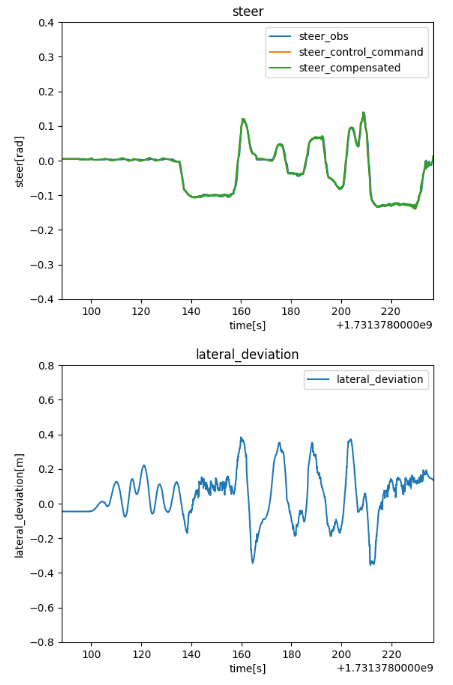 steer
0.4
0.3
0.2
0.1
0.0
−0.1
−0.2
−0.3
−0.4
steer[rad]
steer_obs
steer_control_command
steer_compensated
100 120 140 160 180 200 220
time[s]
+1.7313780000e9
lateral_deviation
0.8
0.6
0.4
0.2
0.0
−0.2
−0.4
−0.6
−0.8
lateral_deviation[m]
lateral_deviation
100 120 140 160 180 200 220
time[s]
+1.7313780000e9